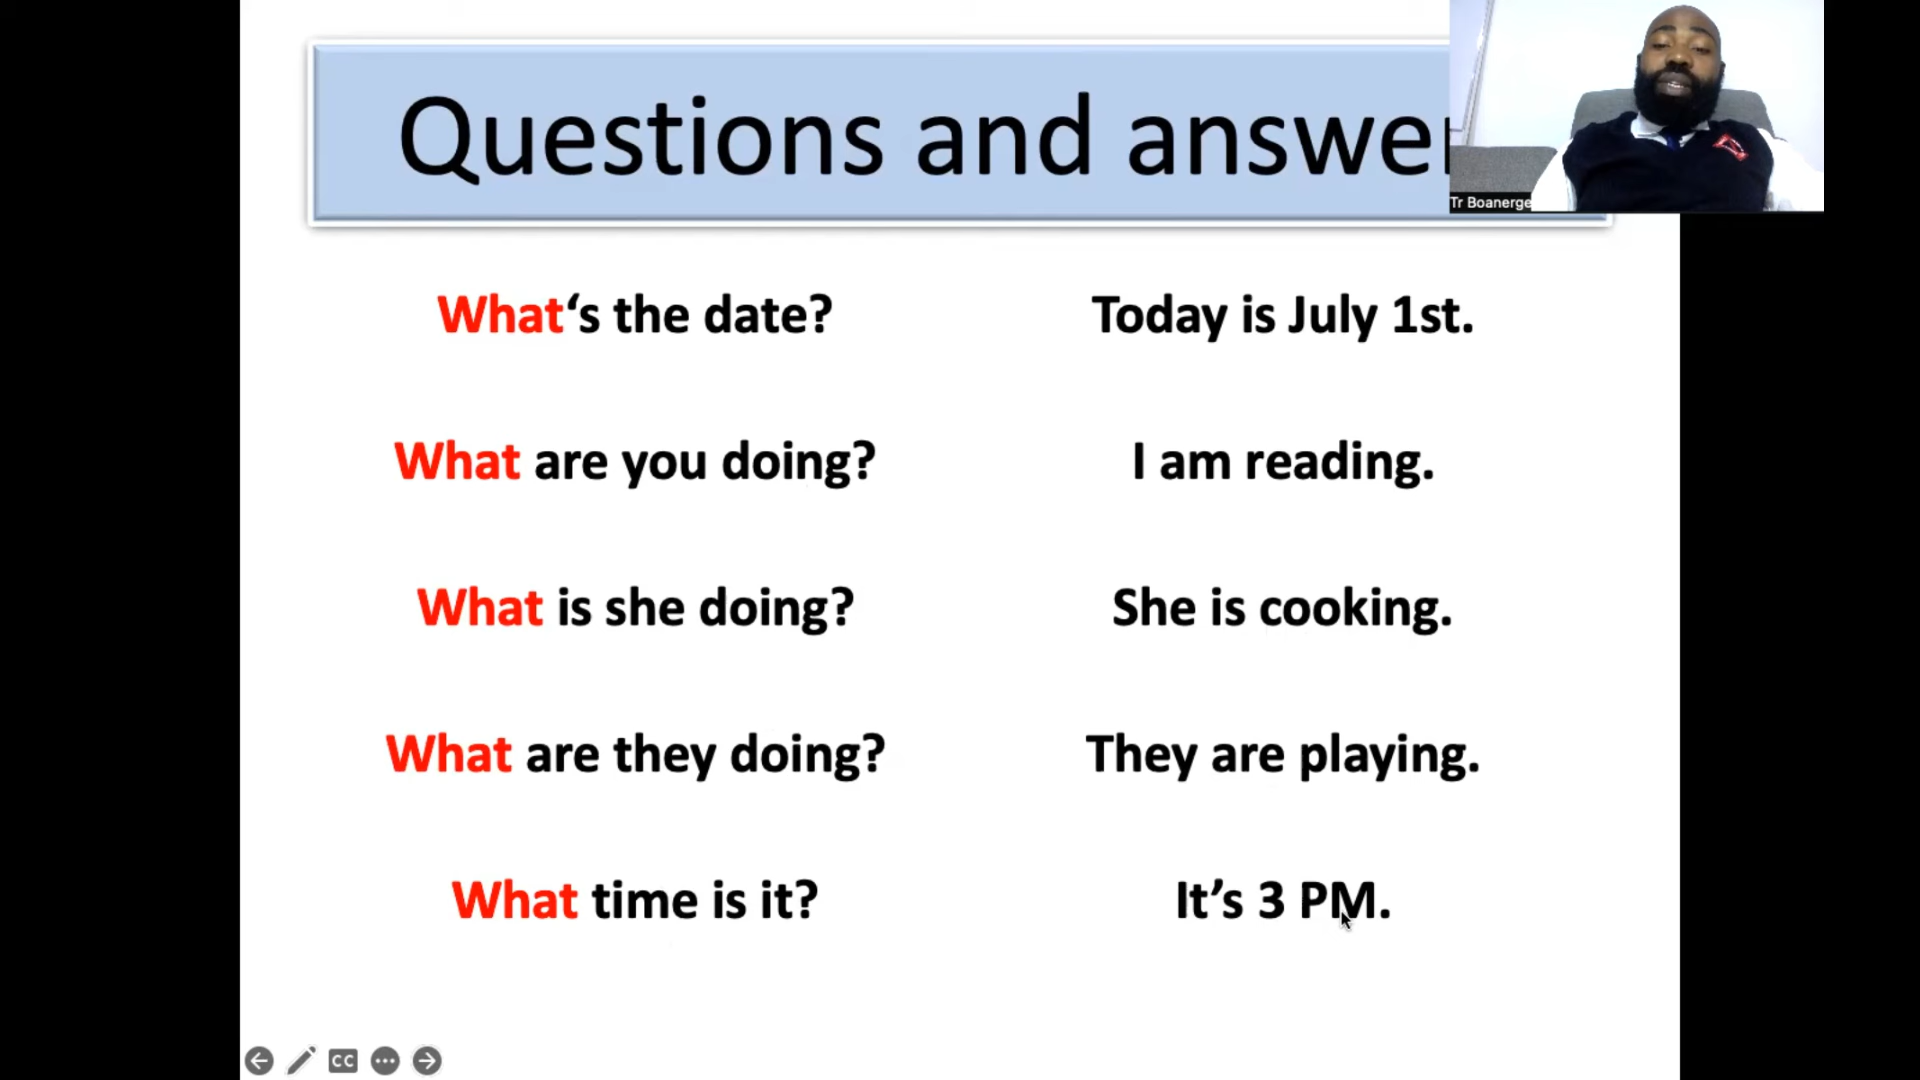 Questions and answer
Tr Boanerge
What‘s the date?
Today is July 1st.
What are you doing?
I am reading.
What is she doing?
She is cooking.
What are they doing?
They are playing.
What time is it?
It’s 3 PM.
CC